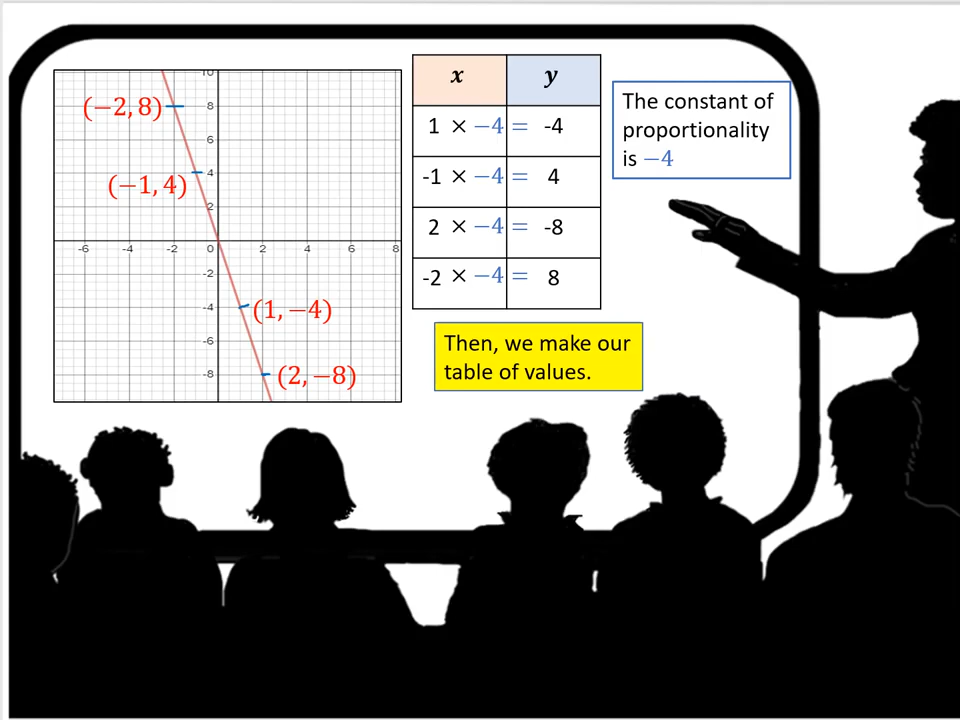 10
(−2, 8)
8
6
(−1, 4)
4
2
-6 -4 -2 0 2 4 6 8
-2
-4
(1, −4)
-6
-8
(2, −8)
x y
1 × −4 = -4
-1 × −4 = 4
2 × −4 = -8
-2 × −4 = 8
The constant of
proportionality
is −4
Then, we make our
table of values.